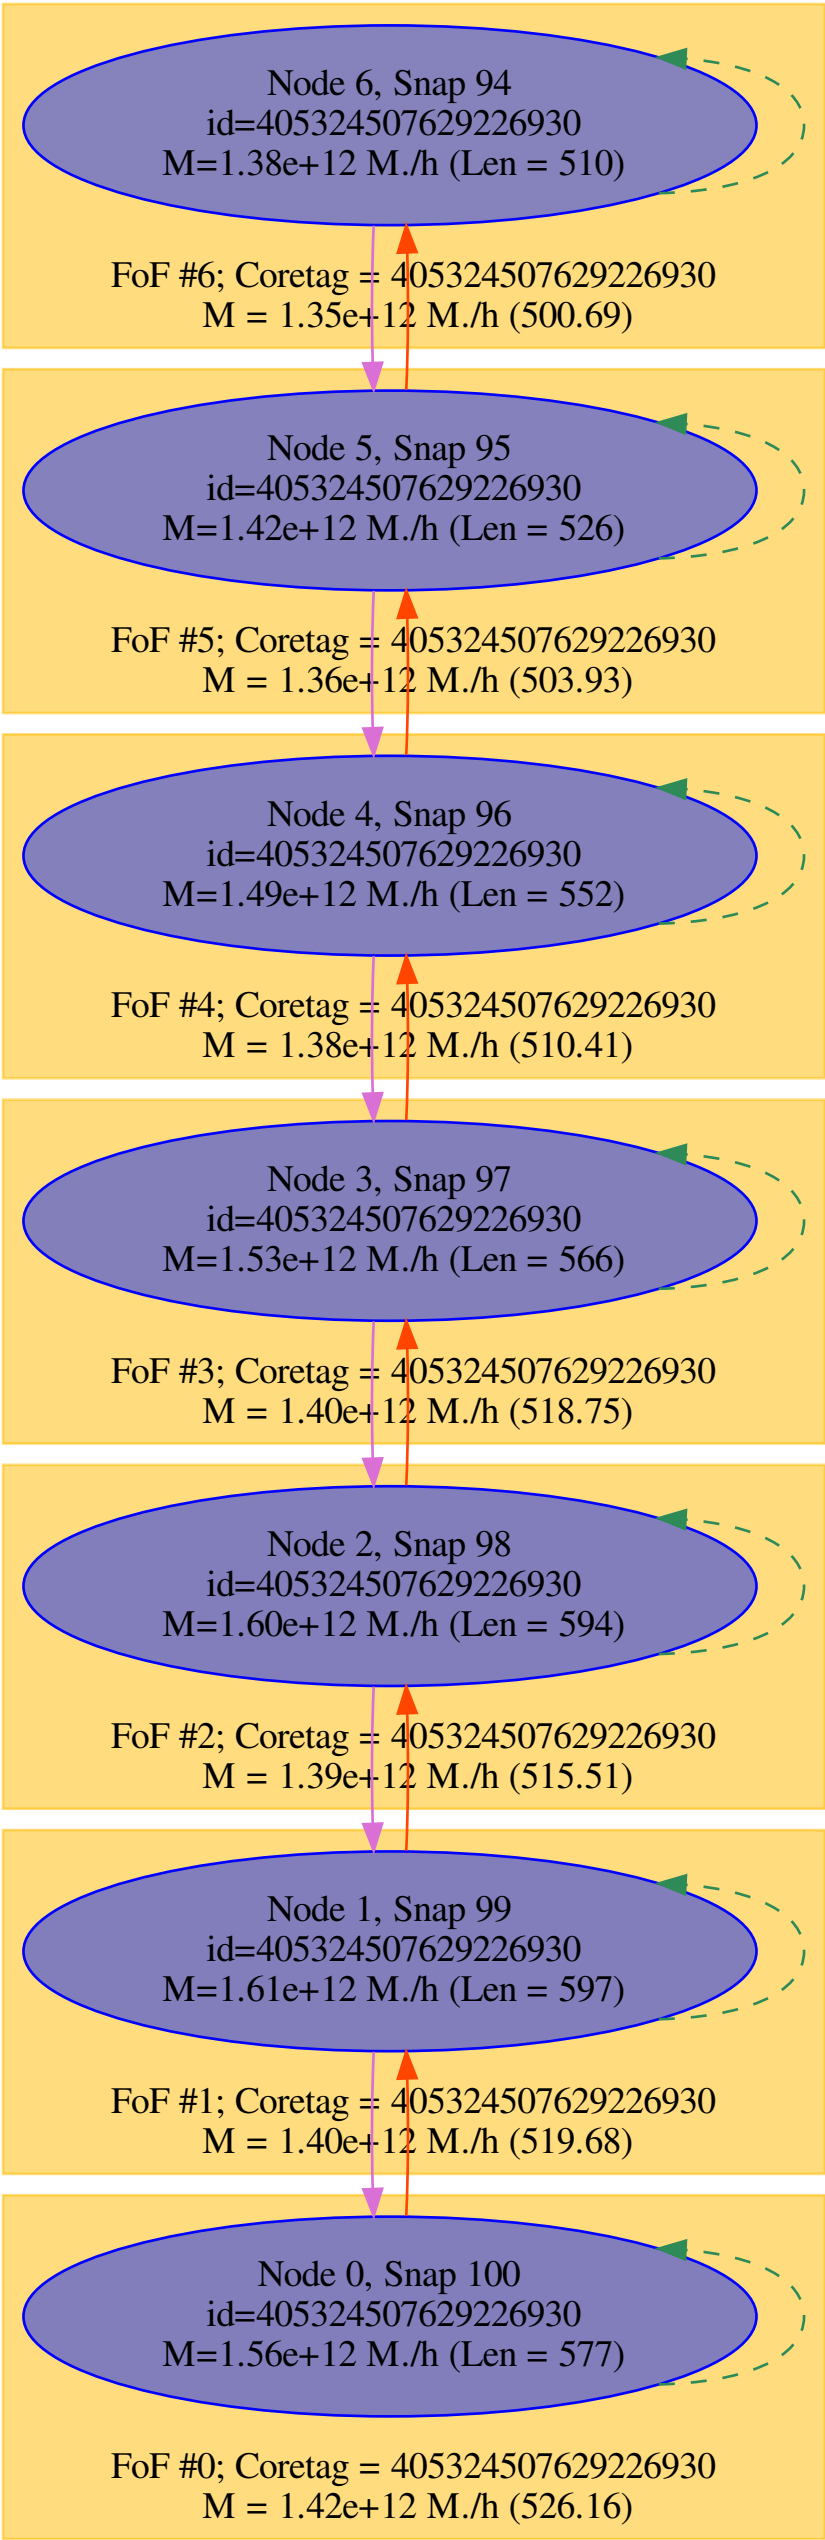 Node 6, Snap 94
id=405324507629226930
M=1.38e+12 M./h (Len = 510)
FoF #6; Coretag = 405324507629226930
M = 1.35e+12 M./h (500.69)
Node 5, Snap 95
id=405324507629226930
M=1.42e+12 M./h (Len = 526)
FoF #5; Coretag = 405324507629226930
M = 1.36e+12 M./h (503.93)
Node 4, Snap 96
id=405324507629226930
M=1.49e+12 M./h (Len = 552)
FoF #4; Coretag = 405324507629226930
M = 1.38e+12 M./h (510.41)
Node 3, Snap 97
id=405324507629226930
M=1.53e+12 M./h (Len = 566)
FoF #3; Coretag = 405324507629226930
M = 1.40e+12 M./h (518.75)
Node 2, Snap 98
id=405324507629226930
M=1.60e+12 M./h (Len = 594)
FoF #2; Coretag = 405324507629226930
M = 1.39e+12 M./h (515.51)
Node 1, Snap 99
id=405324507629226930
M=1.61e+12 M./h (Len = 597)
FoF #1; Coretag = 405324507629226930
M = 1.40e+12 M./h (519.68)
Node 0, Snap 100
id=405324507629226930
M=1.56e+12 M./h (Len = 577)
FoF #0; Coretag = 405324507629226930
M = 1.42e+12 M./h (526.16)